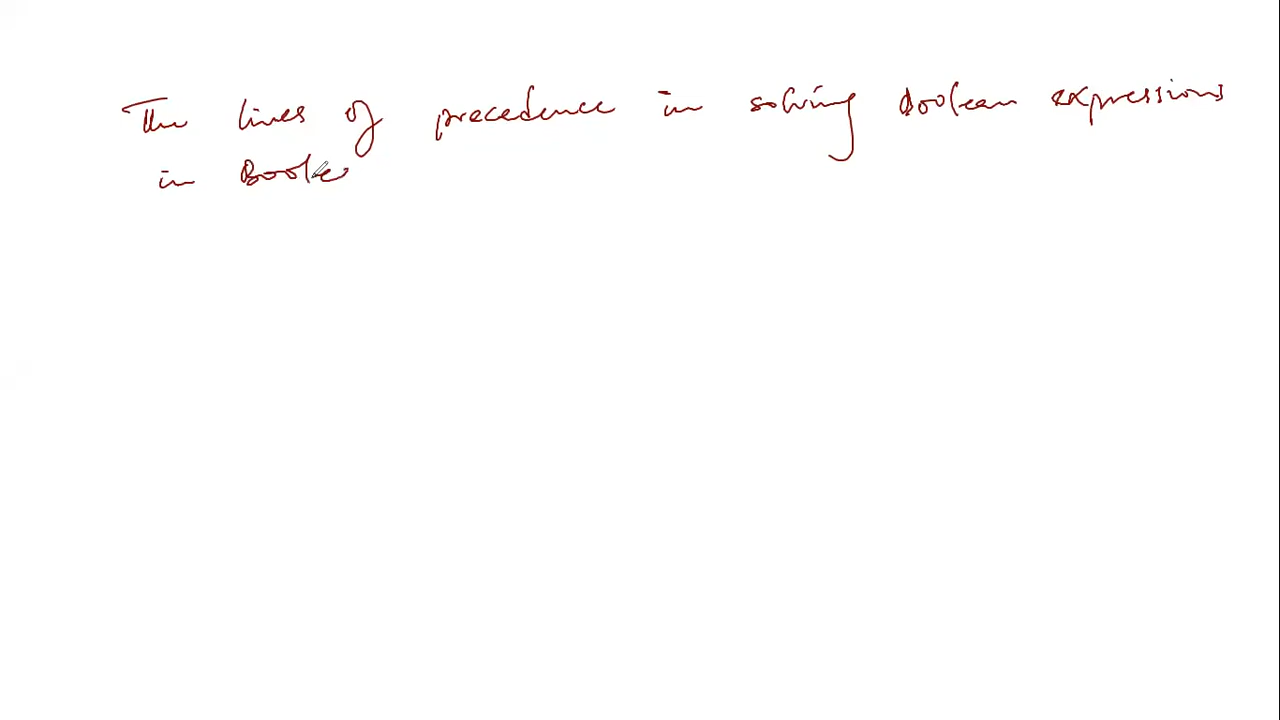 The lines of precedence in solving Boolean expressions
in Boole